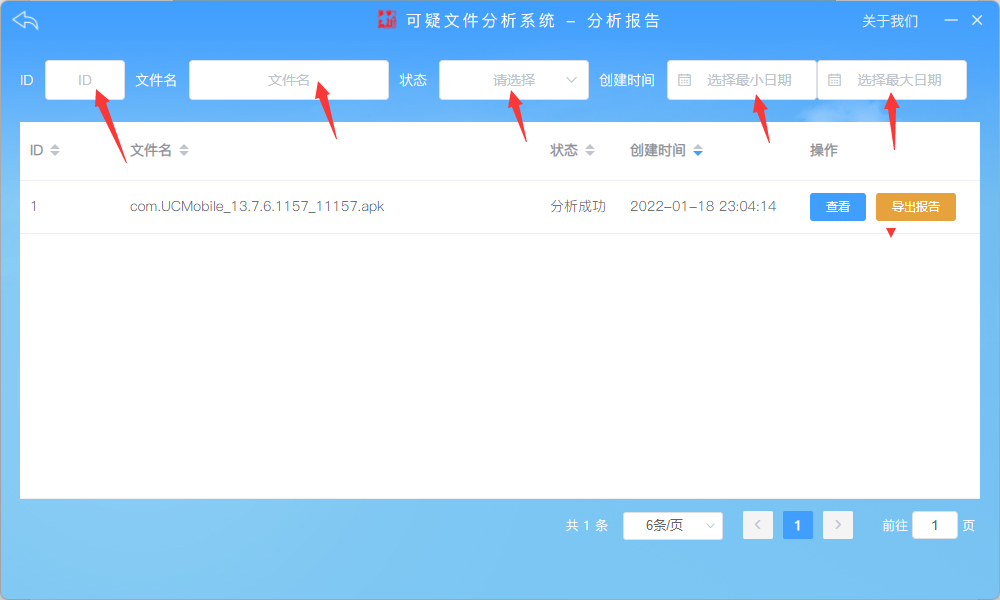 可疑文件分析系统 – 分析报告
关于我们
ID ID 文件名 文件名 状态 请选择 创建时间 选择最小日期 选择最大日期
ID 文件名 状态 创建时间 操作
1 com.UCMobile_13.7.6.1157_11157.apk 分析成功 2022-01-18 23:04:14 查看 导出报告
共 1 条 6条/页 1 前往 1 页